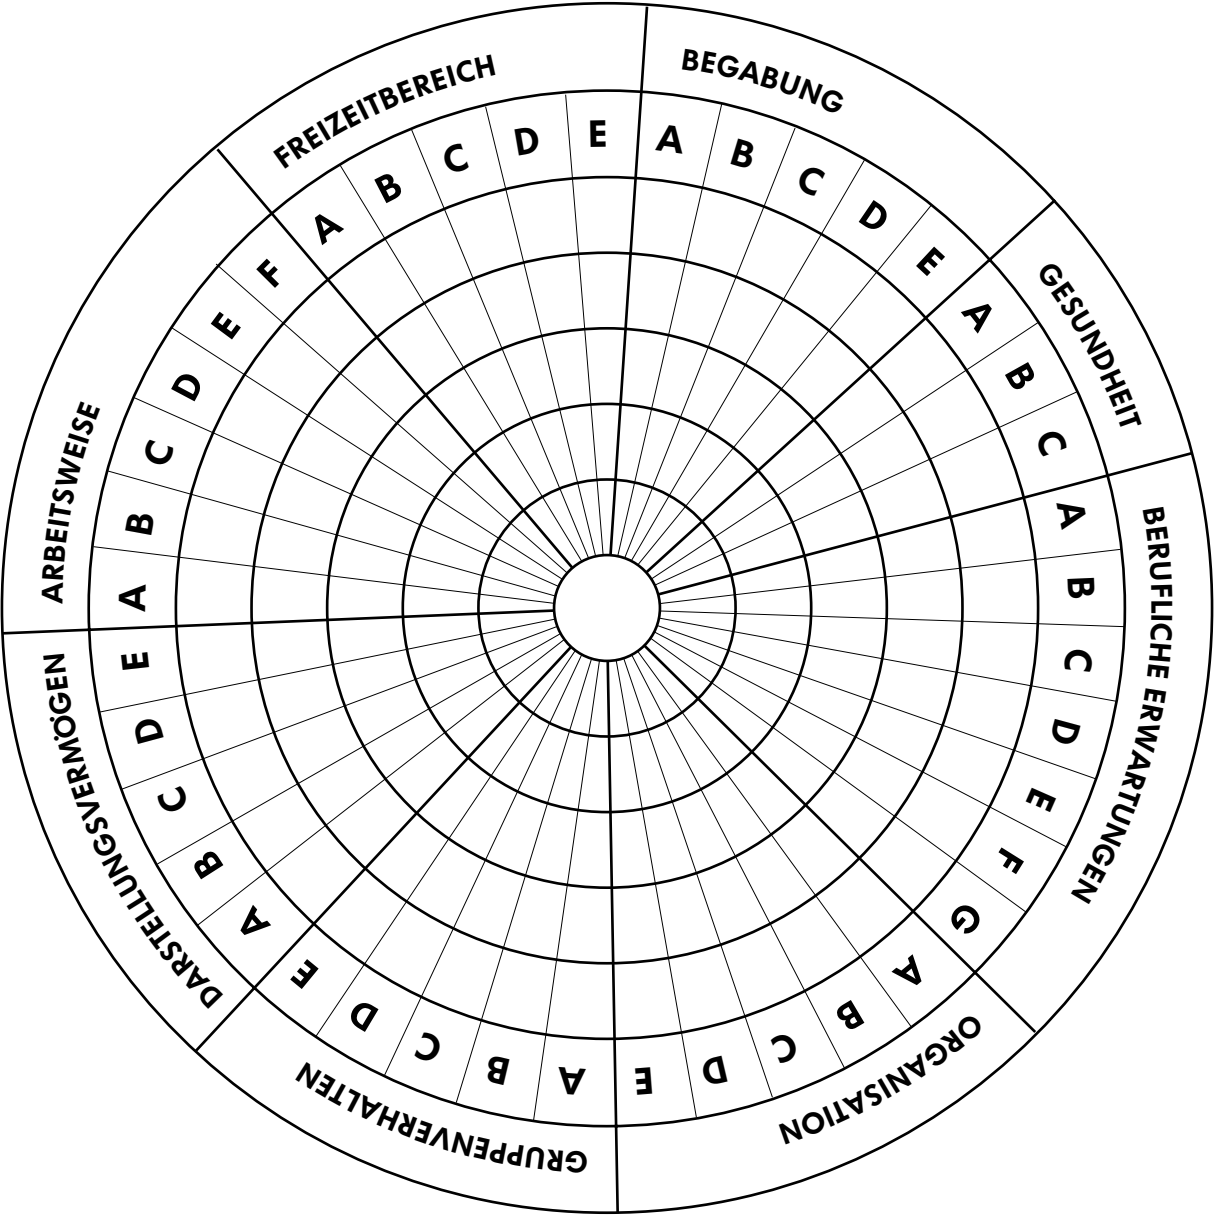 BEGABUNG
A B C D E
GESUNDHEIT
A B C
BERUFLICHE ERWARTUNGEN
A B C D E F G
ORGANISATION
A B C D E
GRUPPENVERHALTEN
A B C D E
DARSTELLUNGSVERMÖGEN
A B C D E
ARBEITSWEISE
A B C D E F
FREIZEITBEREICH
A B C D E